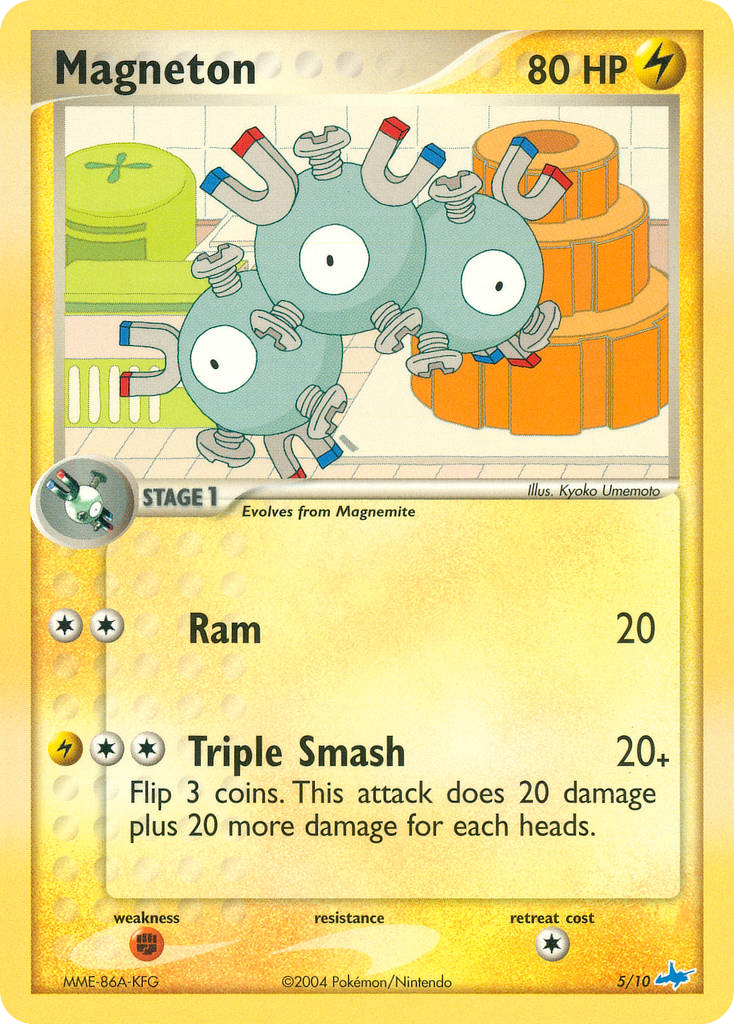 Magneton
80 HP
Illus. Kyoko Umemoto
STAGE 1
Evolves from Magnemite
Ram 20
Triple Smash 20+
Flip 3 coins. This attack does 20 damage
plus 20 more damage for each heads.
weakness resistance retreat cost
MME-86A-KFG ©2004 Pokémon/Nintendo 5/10